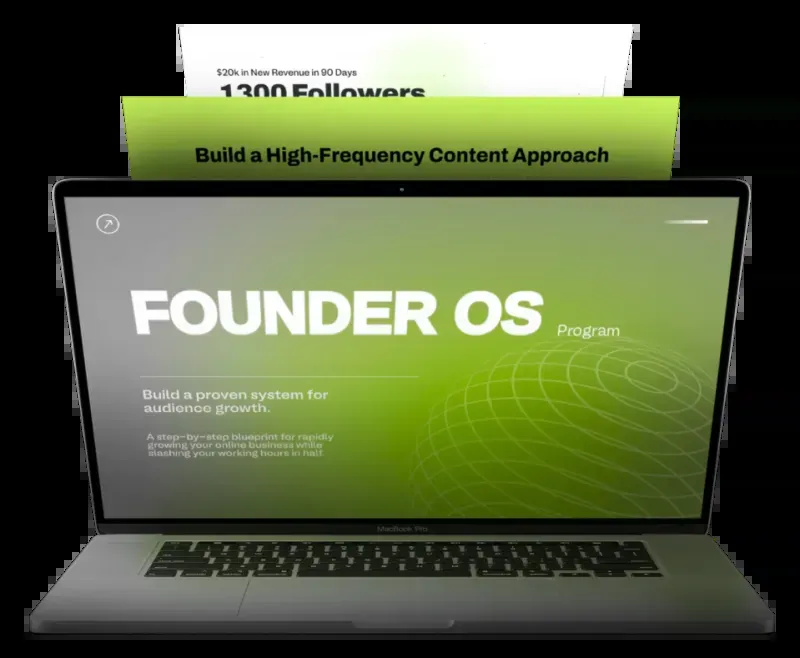 $20k in New Revenue in 90 Days
1300 Followers
Build a High-Frequency Content Approach
FOUNDER OS Program
Build a proven system for
audience growth.
A step-by-step blueprint for rapidly
growing your online business while
slashing your working hours in half
MacBook Pro